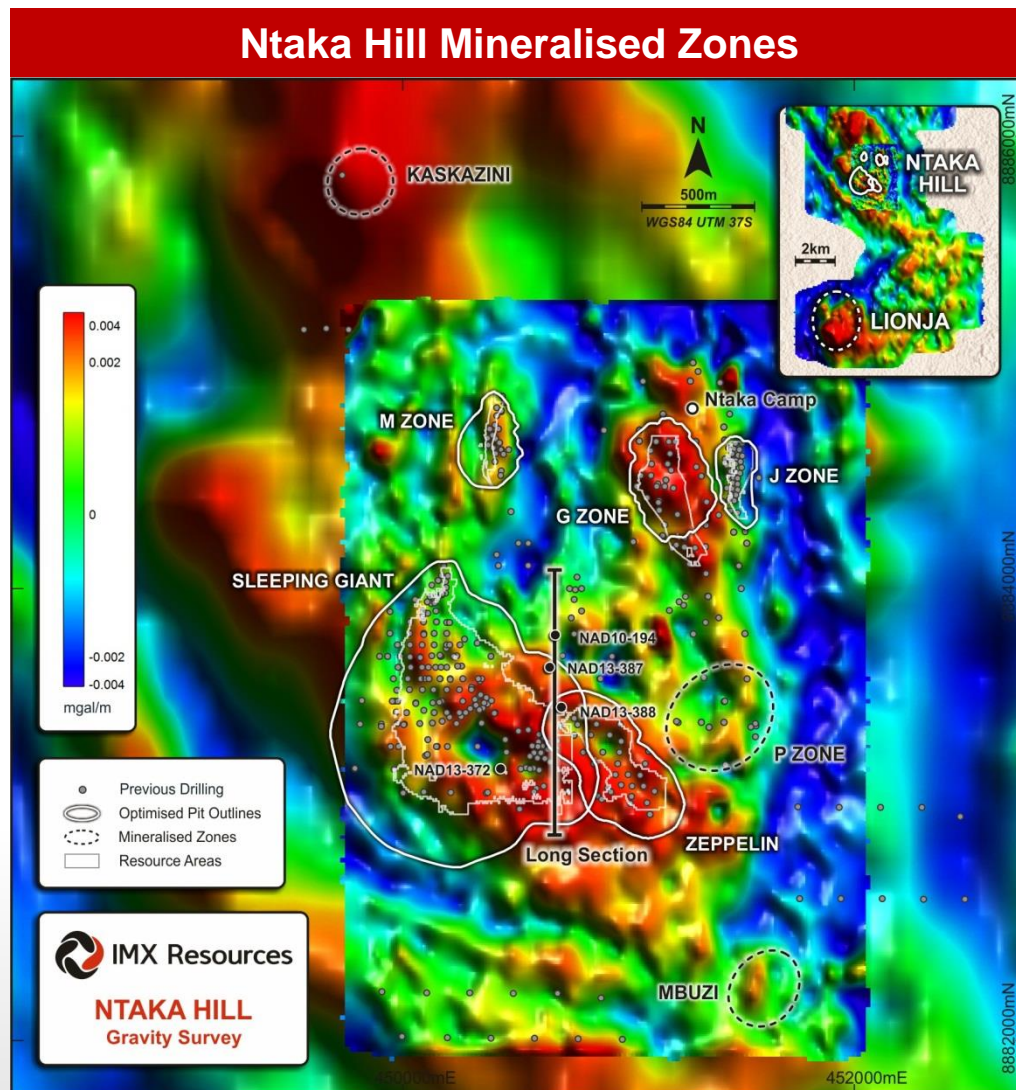 Ntaka Hill Mineralised Zones
KASKAZINI
N
500m
WGS84 UTM 37S
8886000mN
NTAKA
HILL
2km
LIONJA
0.004
0.002
0
-0.002
-0.004
mgal/m
M ZONE
Ntaka Camp
J ZONE
G ZONE
SLEEPING GIANT
8884000mN
NAD10-194
NAD13-387
NAD13-388
NAD13-372
P ZONE
ZEPPELIN
Long Section
Previous Drilling
Optimised Pit Outlines
Mineralised Zones
Resource Areas
IMX Resources
NTAKA HILL
Gravity Survey
MBUZI
8882000mN
450000mE
452000mE